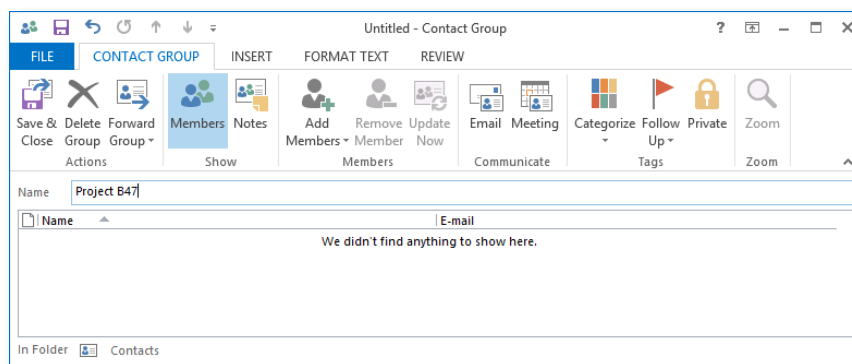 Untitled - Contact Group
?
FILE CONTACT GROUP INSERT FORMAT TEXT REVIEW
Save & Close Delete Group Forward Group Members Notes Add Members Remove Member Update Now Email Meeting Categorize Follow Up Private Zoom
Actions Show Members Communicate Tags Zoom
Name Project B47
Name E-mail
We didn't find anything to show here.
In Folder Contacts